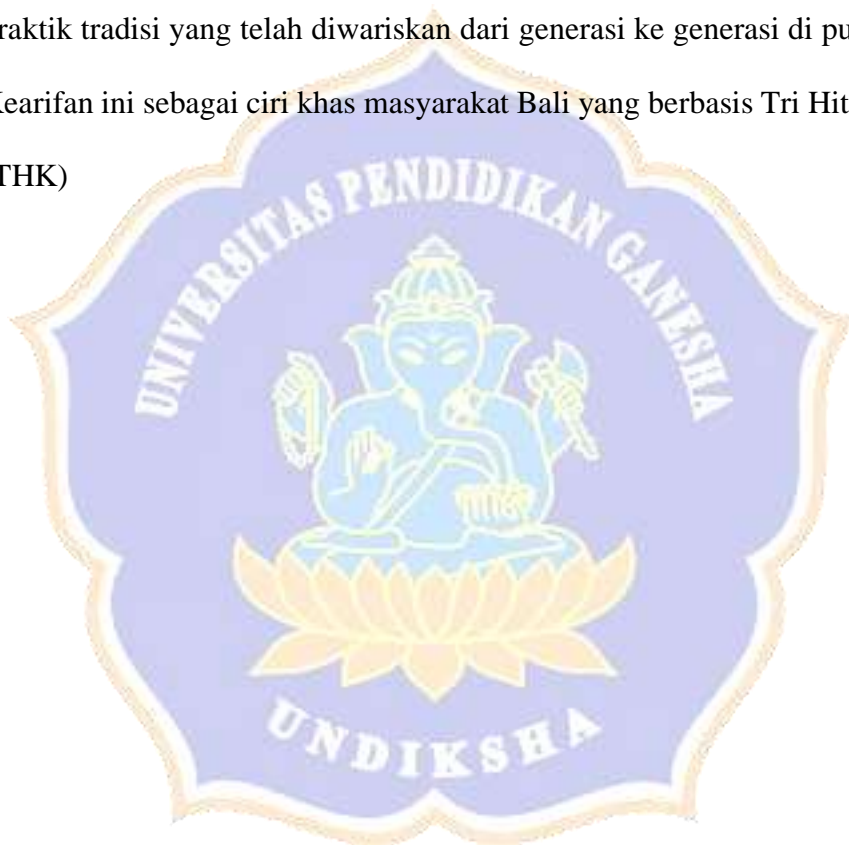 raktik tradisi yang telah diwariskan dari generasi ke generasi di pu
Kearifan ini sebagai ciri khas masyarakat Bali yang berbasis Tri Hit
THK)
UNIVERSITAS PENDIDIKAN GANESHA
UNDIKSHA